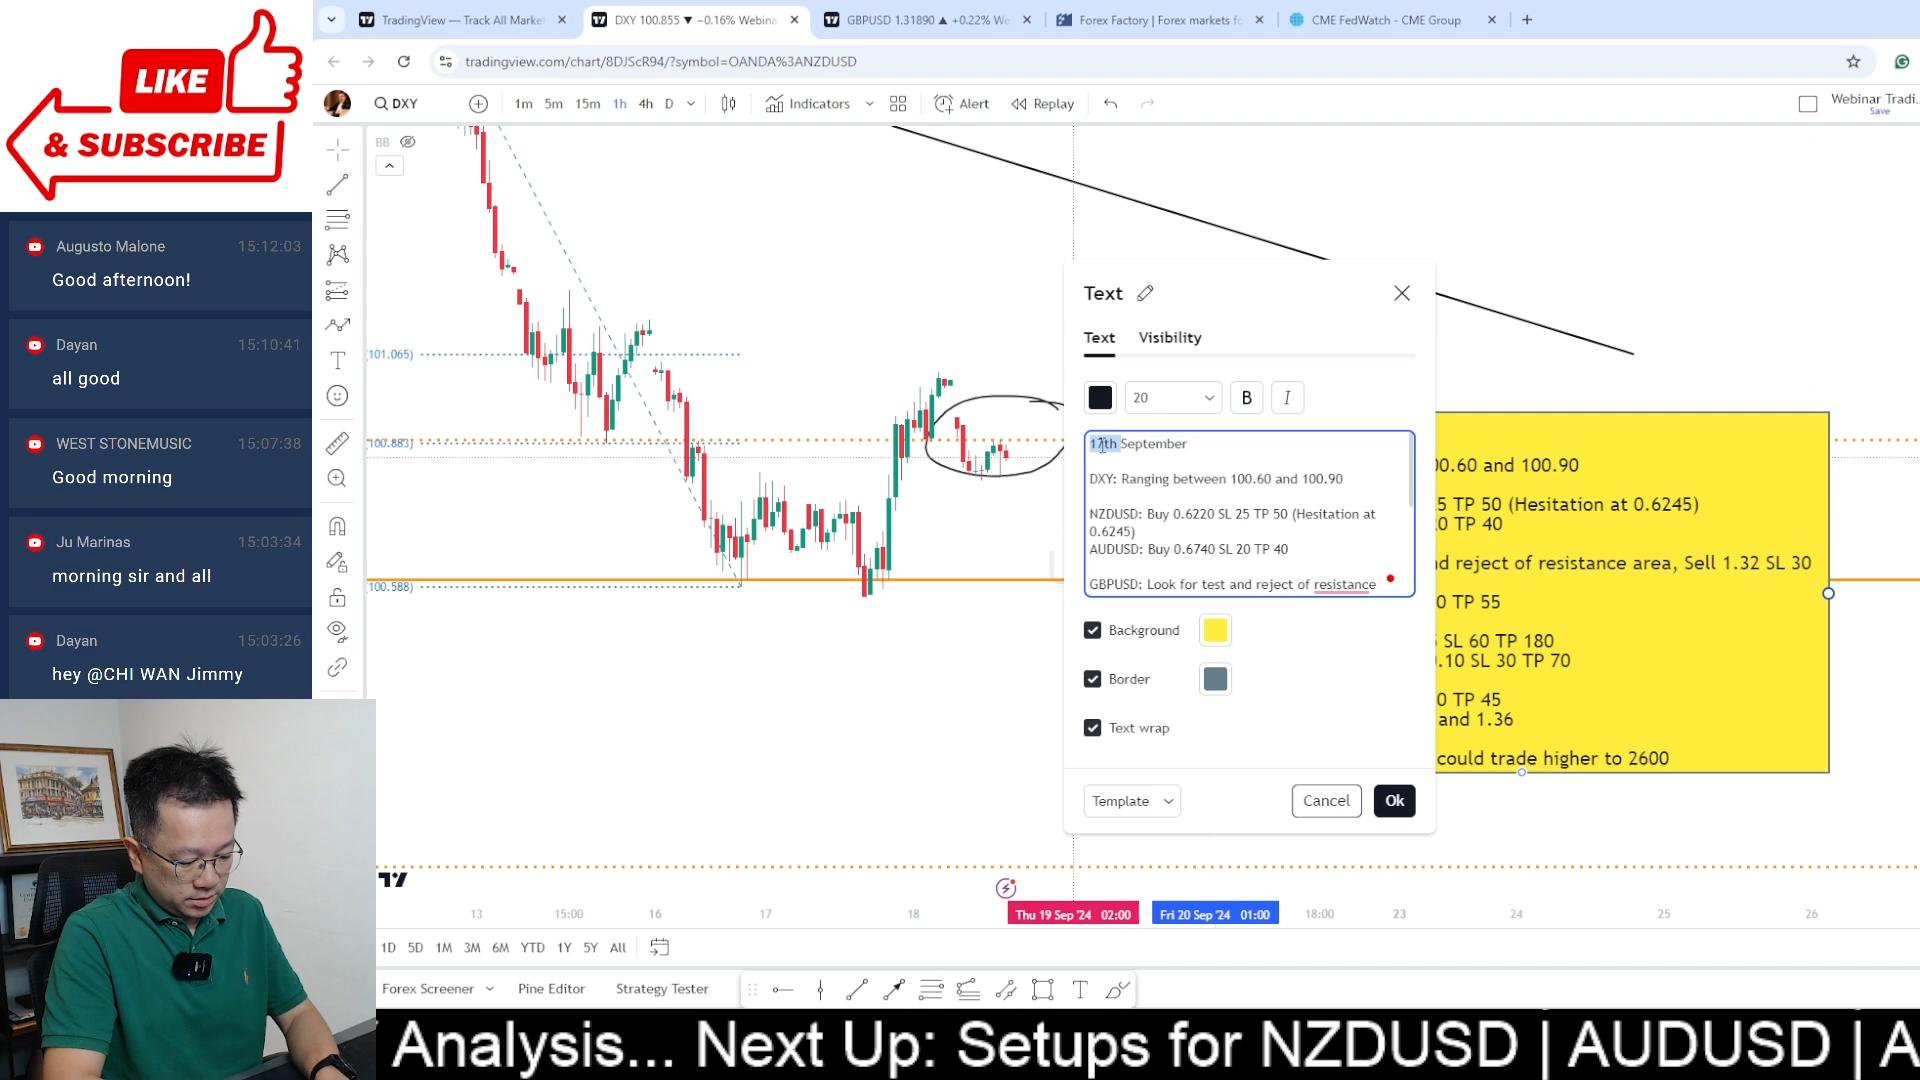 LIKE
& SUBSCRIBE
Augusto Malone 15:12:03
Good afternoon!
Dayan 15:10:41
all good
WEST STONEMUSIC 15:07:38
Good morning
Ju Marinas 15:03:34
morning sir and all
Dayan 15:03:26
hey @CHI WAN Jimmy
TradingView — Track All Marke
DXY 100.855 ▼ −0.16% Webina
GBPUSD 1.31890 ▲ +0.22% We
Forex Factory | Forex markets fo
CME FedWatch - CME Group
tradingview.com/chart/8DJScR94/?symbol=OANDA%3ANZDUSD
DXY
1m 5m 15m 1h 4h D
Indicators
Alert
Replay
Webinar Tradi...
Save
BB
(101.065)
(100.883)
(100.588)
Text
Text Visibility
20 B I
17th September
DXY: Ranging between 100.60 and 100.90
NZDUSD: Buy 0.6220 SL 25 TP 50 (Hesitation at
0.6245)
AUDUSD: Buy 0.6740 SL 20 TP 40
GBPUSD: Look for test and reject of resistance
Background
Border
Text wrap
Template
Cancel
Ok
00.60 and 100.90
5 TP 50 (Hesitation at 0.6245)
0 TP 40
d reject of resistance area, Sell 1.32 SL 30
0 TP 55
SL 60 TP 180
.10 SL 30 TP 70
0 TP 45
and 1.36
could trade higher to 2600
13 15:00 16 17 18 Thu 19 Sep '24 02:00 Fri 20 Sep '24 01:00 18:00 23 24 25 26
1D 5D 1M 3M 6M YTD 1Y 5Y All
Forex Screener
Pine Editor
Strategy Tester
Analysis... Next Up: Setups for NZDUSD | AUDUSD | A